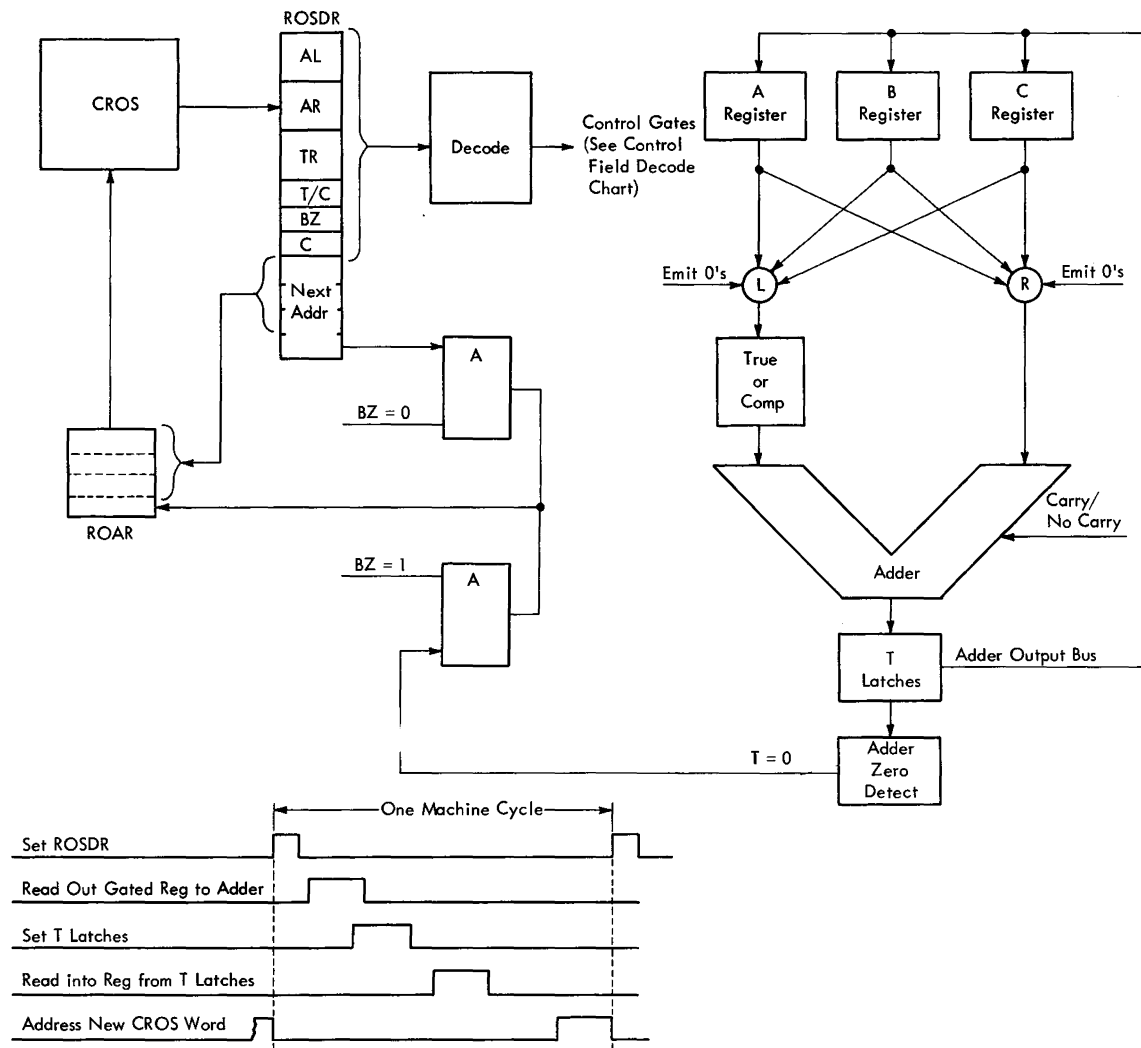 ROSDR
AL
CROS
AR
TR
T/C
BZ
C
Next
Addr
Decode
Control Gates
(See Control
Field Decode
Chart)
A
Register
B
Register
C
Register
Emit 0's
L
R
Emit 0's
True
or
Comp
A
BZ = 0
ROAR
BZ = 1
A
Carry/
No Carry
Adder
T
Latches
Adder Output Bus
T = 0
Adder
Zero
Detect
One Machine Cycle
Set ROSDR
Read Out Gated Reg to Adder
Set T Latches
Read into Reg from T Latches
Address New CROS Word